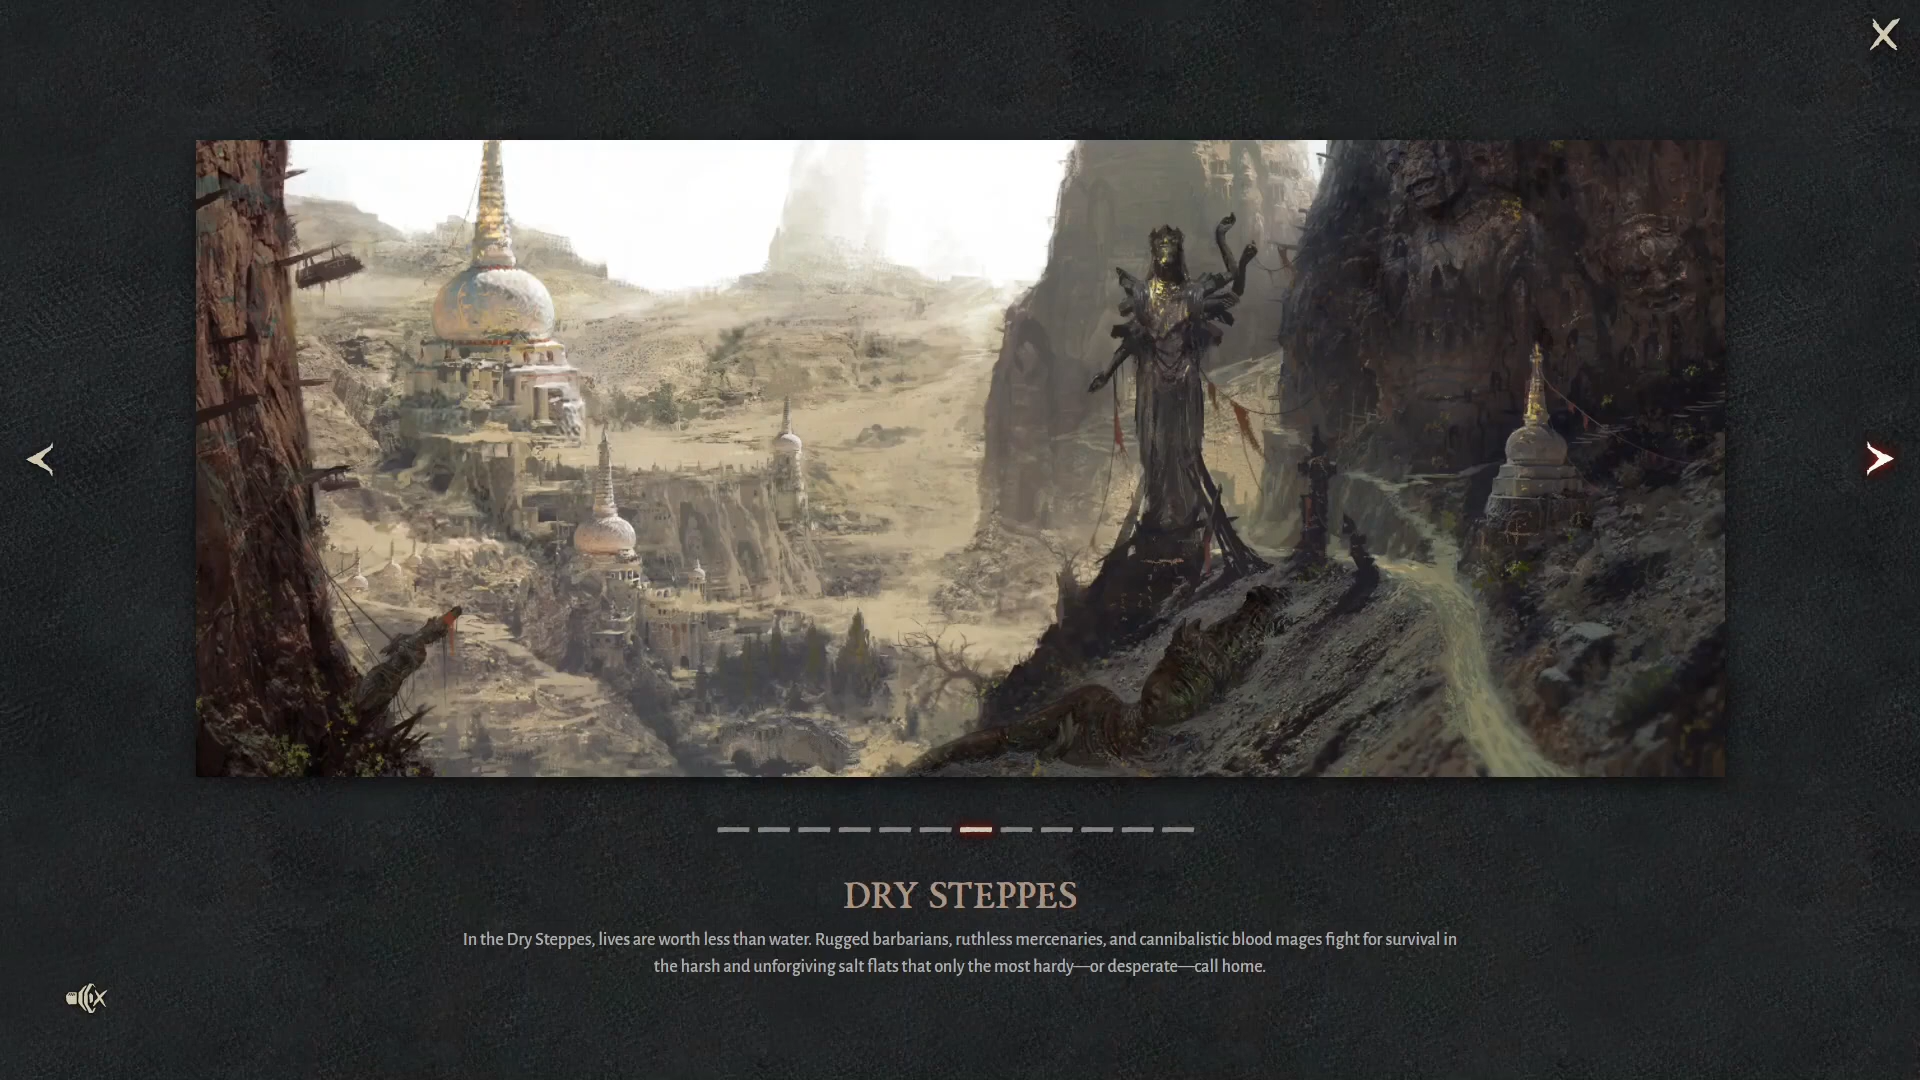 DRY STEPPES
In the Dry Steppes, lives are worth less than water. Rugged barbarians, ruthless mercenaries, and cannibalistic blood mages fight for survival in
the harsh and unforgiving salt flats that only the most hardy—or desperate—call home.